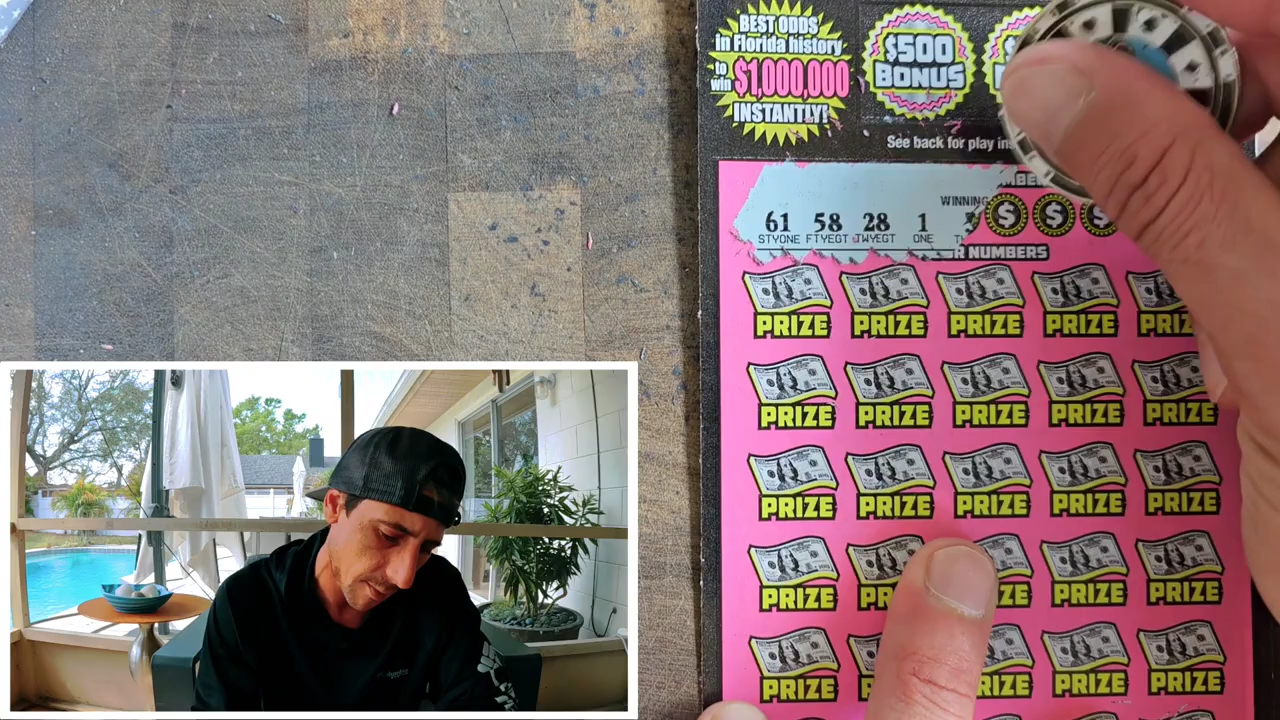 BEST ODDS
in Florida history
to win $1,000,000
INSTANTLY!
$500
BONUS
See back for play
WINNING
61 58 28 1
STYONE FTYEGT TWYEGT ONE
$ $ $
NUMBERS
PRIZE PRIZE PRIZE PRIZE PRIZE
PRIZE PRIZE PRIZE PRIZE PRIZE
PRIZE PRIZE PRIZE PRIZE PRIZE
PRIZE PRIZE PRIZE
PRIZE PRIZE PRIZE